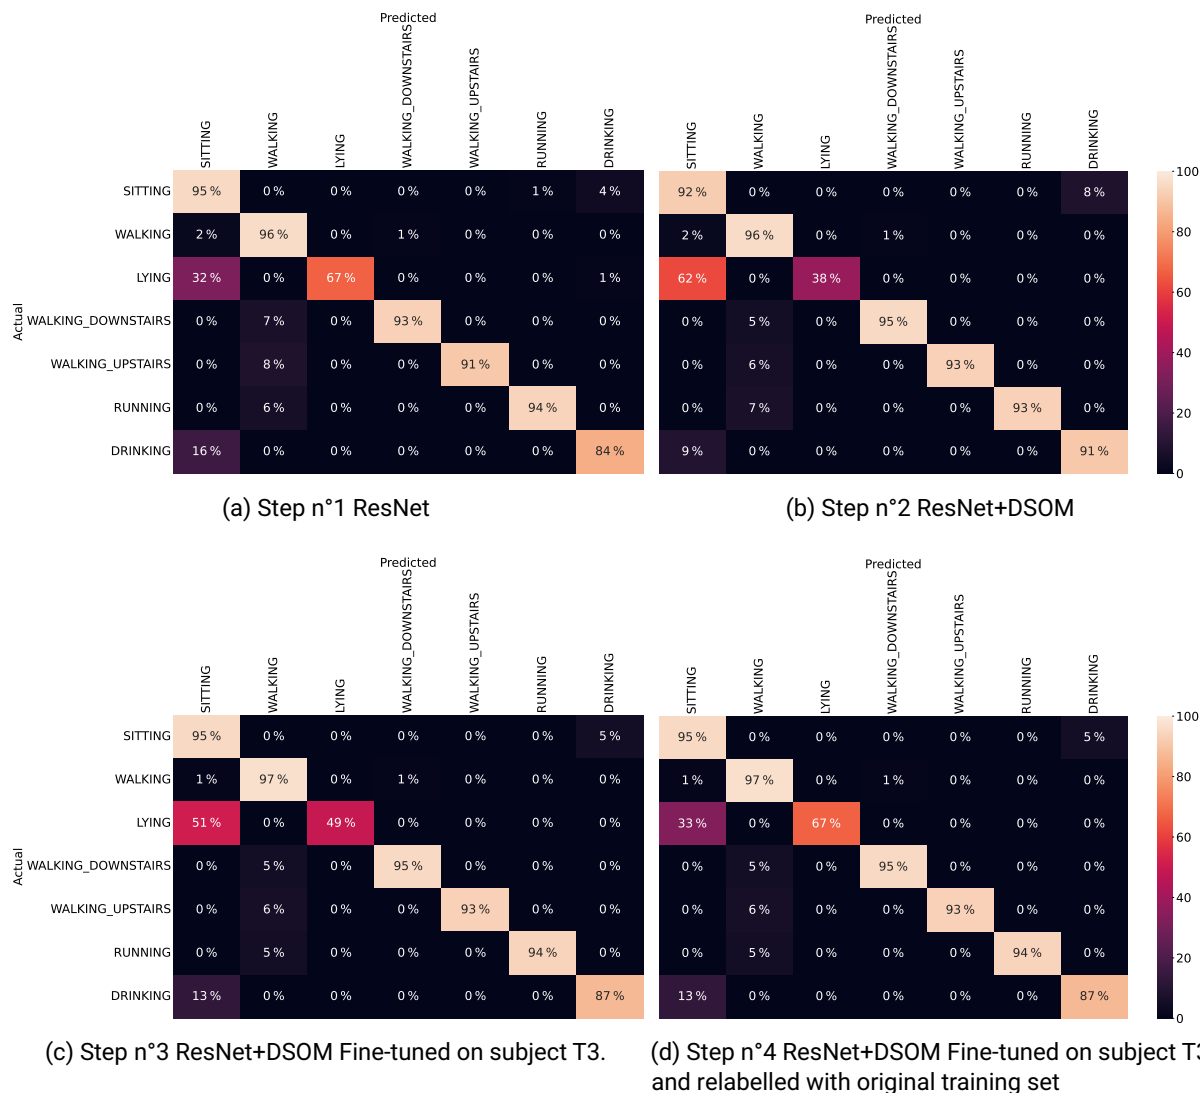 Predicted
SITTING WALKING LYING WALKING_DOWNSTAIRS WALKING_UPSTAIRS RUNNING DRINKING
Actual
SITTING 95 % 0 % 0 % 0 % 0 % 1 % 4 %
WALKING 2 % 96 % 0 % 1 % 0 % 0 % 0 %
LYING 32 % 0 % 67 % 0 % 0 % 0 % 1 %
WALKING_DOWNSTAIRS 0 % 7 % 0 % 93 % 0 % 0 % 0 %
WALKING_UPSTAIRS 0 % 8 % 0 % 0 % 91 % 0 % 0 %
RUNNING 0 % 6 % 0 % 0 % 0 % 94 % 0 %
DRINKING 16 % 0 % 0 % 0 % 0 % 0 % 84 %
(a) Step n°1 ResNet
Predicted
SITTING WALKING LYING WALKING_DOWNSTAIRS WALKING_UPSTAIRS RUNNING DRINKING
92 % 0 % 0 % 0 % 0 % 0 % 8 %
2 % 96 % 0 % 1 % 0 % 0 % 0 %
62 % 0 % 38 % 0 % 0 % 0 % 0 %
0 % 5 % 0 % 95 % 0 % 0 % 0 %
0 % 6 % 0 % 0 % 93 % 0 % 0 %
0 % 7 % 0 % 0 % 0 % 93 % 0 %
9 % 0 % 0 % 0 % 0 % 0 % 91 %
100
80
60
40
20
0
(b) Step n°2 ResNet+DSOM
Predicted
SITTING WALKING LYING WALKING_DOWNSTAIRS WALKING_UPSTAIRS RUNNING DRINKING
Actual
SITTING 95 % 0 % 0 % 0 % 0 % 0 % 5 %
WALKING 1 % 97 % 0 % 1 % 0 % 0 % 0 %
LYING 51 % 0 % 49 % 0 % 0 % 0 % 0 %
WALKING_DOWNSTAIRS 0 % 5 % 0 % 95 % 0 % 0 % 0 %
WALKING_UPSTAIRS 0 % 6 % 0 % 0 % 93 % 0 % 0 %
RUNNING 0 % 5 % 0 % 0 % 0 % 94 % 0 %
DRINKING 13 % 0 % 0 % 0 % 0 % 0 % 87 %
(c) Step n°3 ResNet+DSOM Fine-tuned on subject T3.
Predicted
SITTING WALKING LYING WALKING_DOWNSTAIRS WALKING_UPSTAIRS RUNNING DRINKING
95 % 0 % 0 % 0 % 0 % 0 % 5 %
1 % 97 % 0 % 1 % 0 % 0 % 0 %
33 % 0 % 67 % 0 % 0 % 0 % 0 %
0 % 5 % 0 % 95 % 0 % 0 % 0 %
0 % 6 % 0 % 0 % 93 % 0 % 0 %
0 % 5 % 0 % 0 % 0 % 94 % 0 %
13 % 0 % 0 % 0 % 0 % 0 % 87 %
100
80
60
40
20
0
(d) Step n°4 ResNet+DSOM Fine-tuned on subject T3
and relabelled with original training set